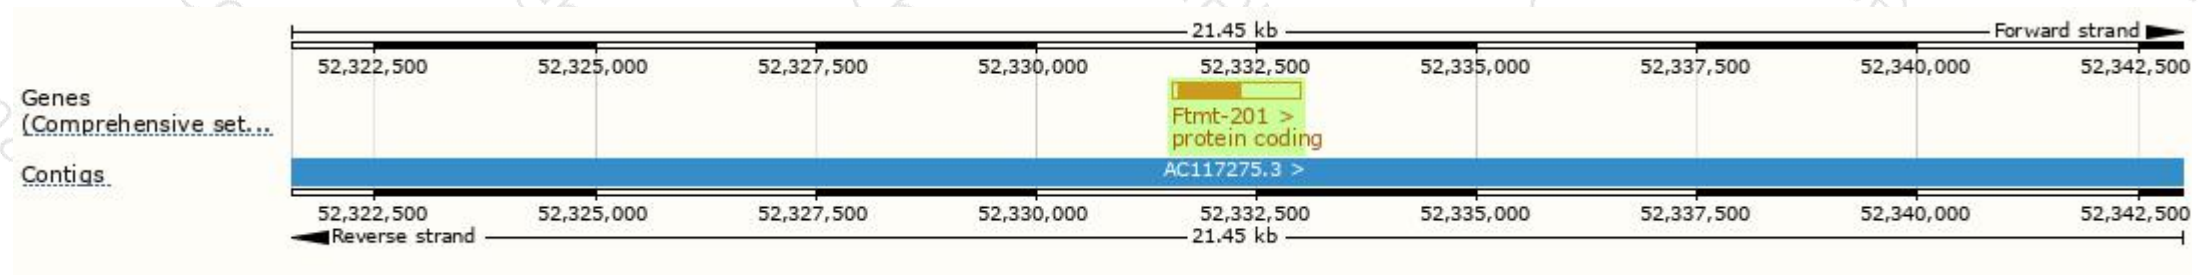 21.45 kb Forward strand
52,322,500 52,325,000 52,327,500 52,330,000 52,332,500 52,335,000 52,337,500 52,340,000 52,342,500
Genes
(Comprehensive set...
Ftmt-201 >
protein coding
Contigs
AC117275.3 >
52,322,500 52,325,000 52,327,500 52,330,000 52,332,500 52,335,000 52,337,500 52,340,000 52,342,500
Reverse strand 21.45 kb